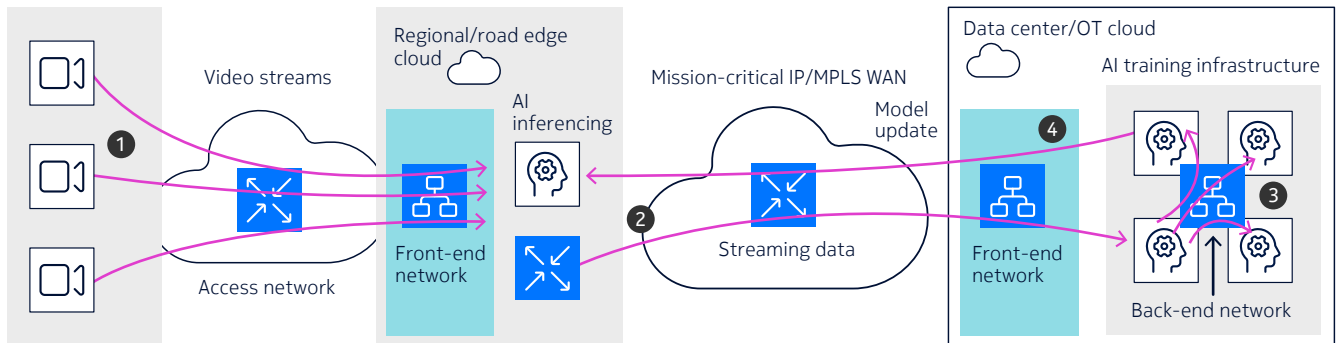 1
Video streams
Access network
Regional/road edge
cloud
AI
inferencing
Front-end
network
Mission-critical IP/MPLS WAN
Model
update
2
Streaming data
Data center/OT cloud
AI training infrastructure
4
Front-end
network
3
Back-end network